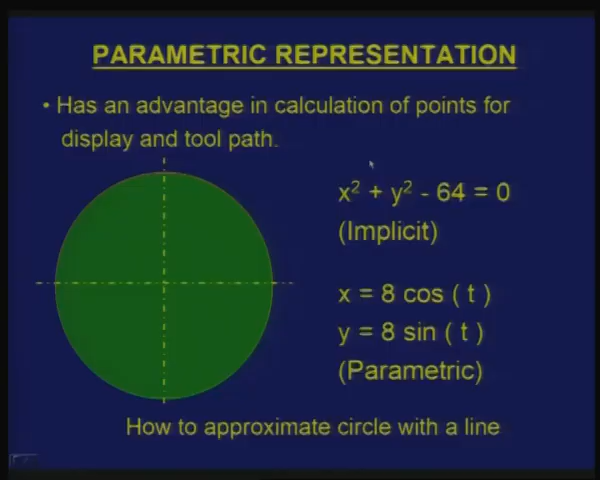 PARAMETRIC REPRESENTATION
• Has an advantage in calculation of points for
display and tool path.
x² + y² - 64 = 0
(Implicit)
x = 8 cos ( t )
y = 8 sin ( t )
(Parametric)
How to approximate circle with a line